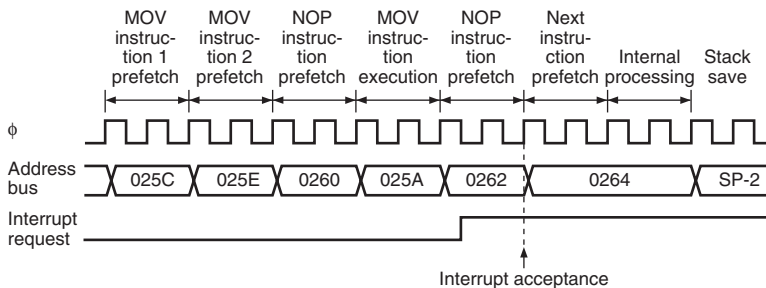 MOV
instruc-
tion 1
prefetch
MOV
instruc-
tion 2
prefetch
NOP
instru-
tion
prefetch
MOV
instruc-
tion
execution
NOP
instruc-
tion
prefetch
Next
instru-
ction
prefetch
Internal
processing
Stack
save
ϕ
Address
bus
025C
025E
0260
025A
0262
0264
SP-2
Interrupt
request
Interrupt acceptance